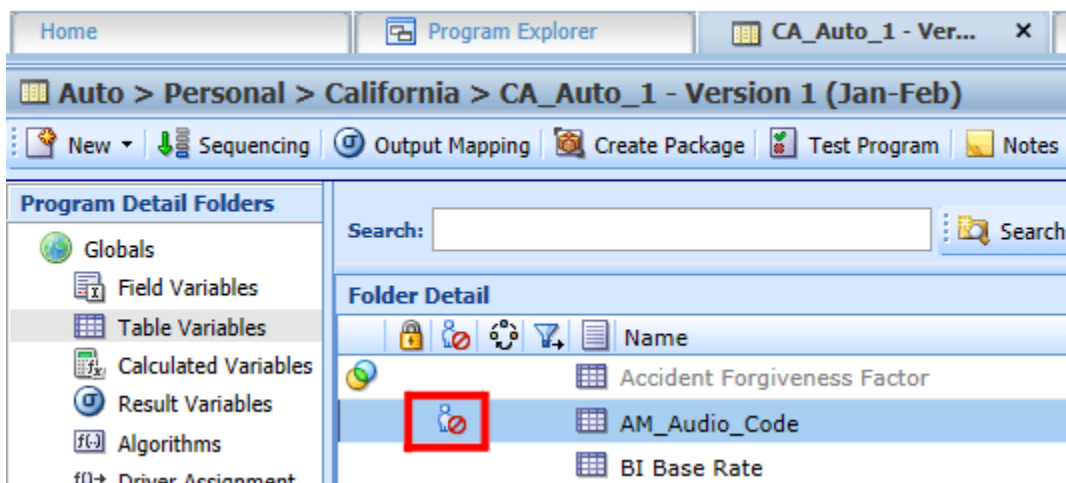 Home Program Explorer CA_Auto_1 - Ver... ×
Auto > Personal > California > CA_Auto_1 - Version 1 (Jan-Feb)
New Sequencing Output Mapping Create Package Test Program Notes
Program Detail Folders
Globals
Field Variables
Table Variables
Calculated Variables
Result Variables
Algorithms
Driver Assignment
Search: Search
Folder Detail
Name
Accident Forgiveness Factor
AM_Audio_Code
BI Base Rate